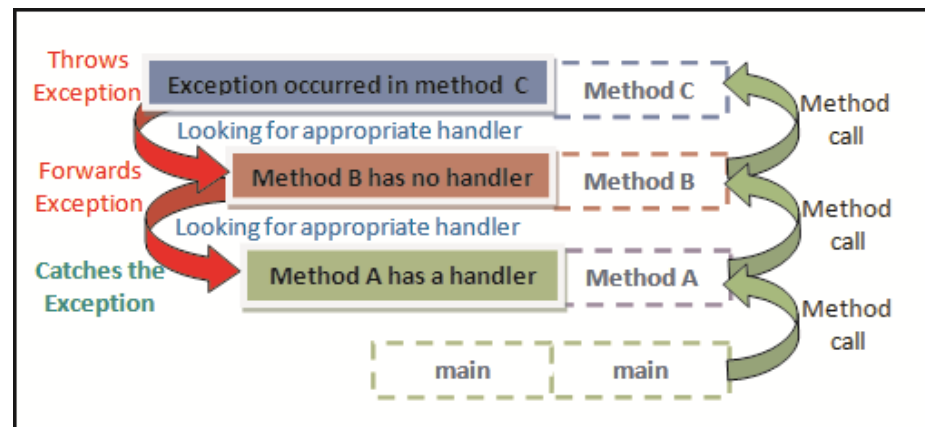 Throws
Exception
Exception occurred in method C
Method C
Method
call
Looking for appropriate handler
Forwards
Exception
Method B has no handler
Method B
Method
call
Looking for appropriate handler
Catches the
Exception
Method A has a handler
Method A
Method
call
main
main